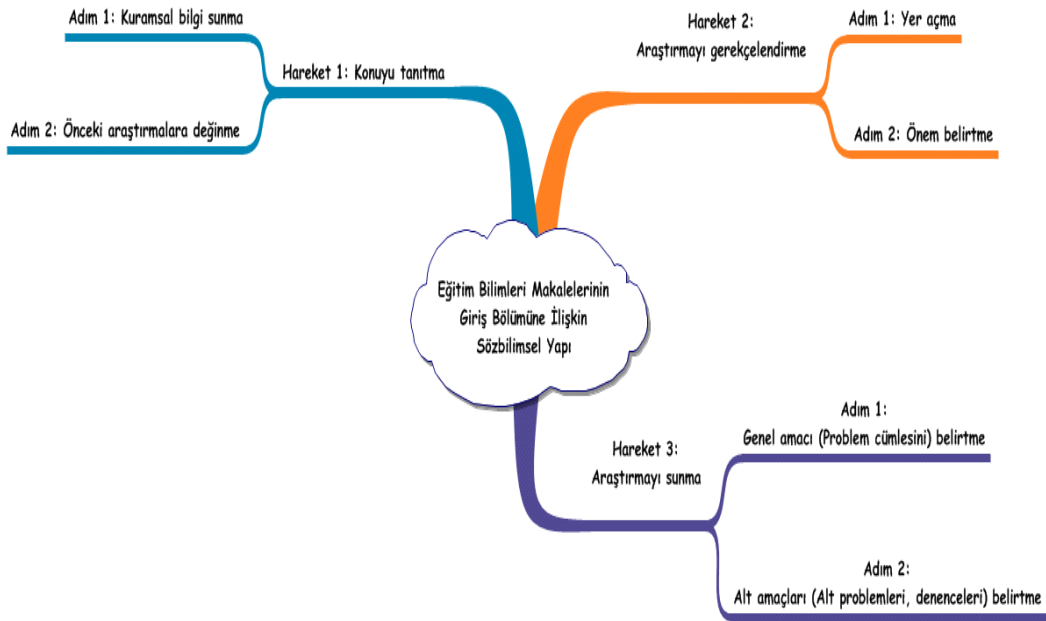 Adım 1: Kuramsal bilgi sunma
Hareket 1: Konuyu tanıtma
Adım 2: Önceki araştırmalara değinme
Hareket 2:
Araştırmayı gerekçelendirme
Adım 1: Yer açma
Adım 2: Önem belirtme
Eğitim Bilimleri Makalelerinin
Giriş Bölümüne İlişkin
Sözbilimsel Yapı
Hareket 3:
Araştırmayı sunma
Adım 1:
Genel amacı (Problem cümlesini) belirtme
Adım 2:
Alt amaçları (Alt problemleri, denenceleri) belirtme